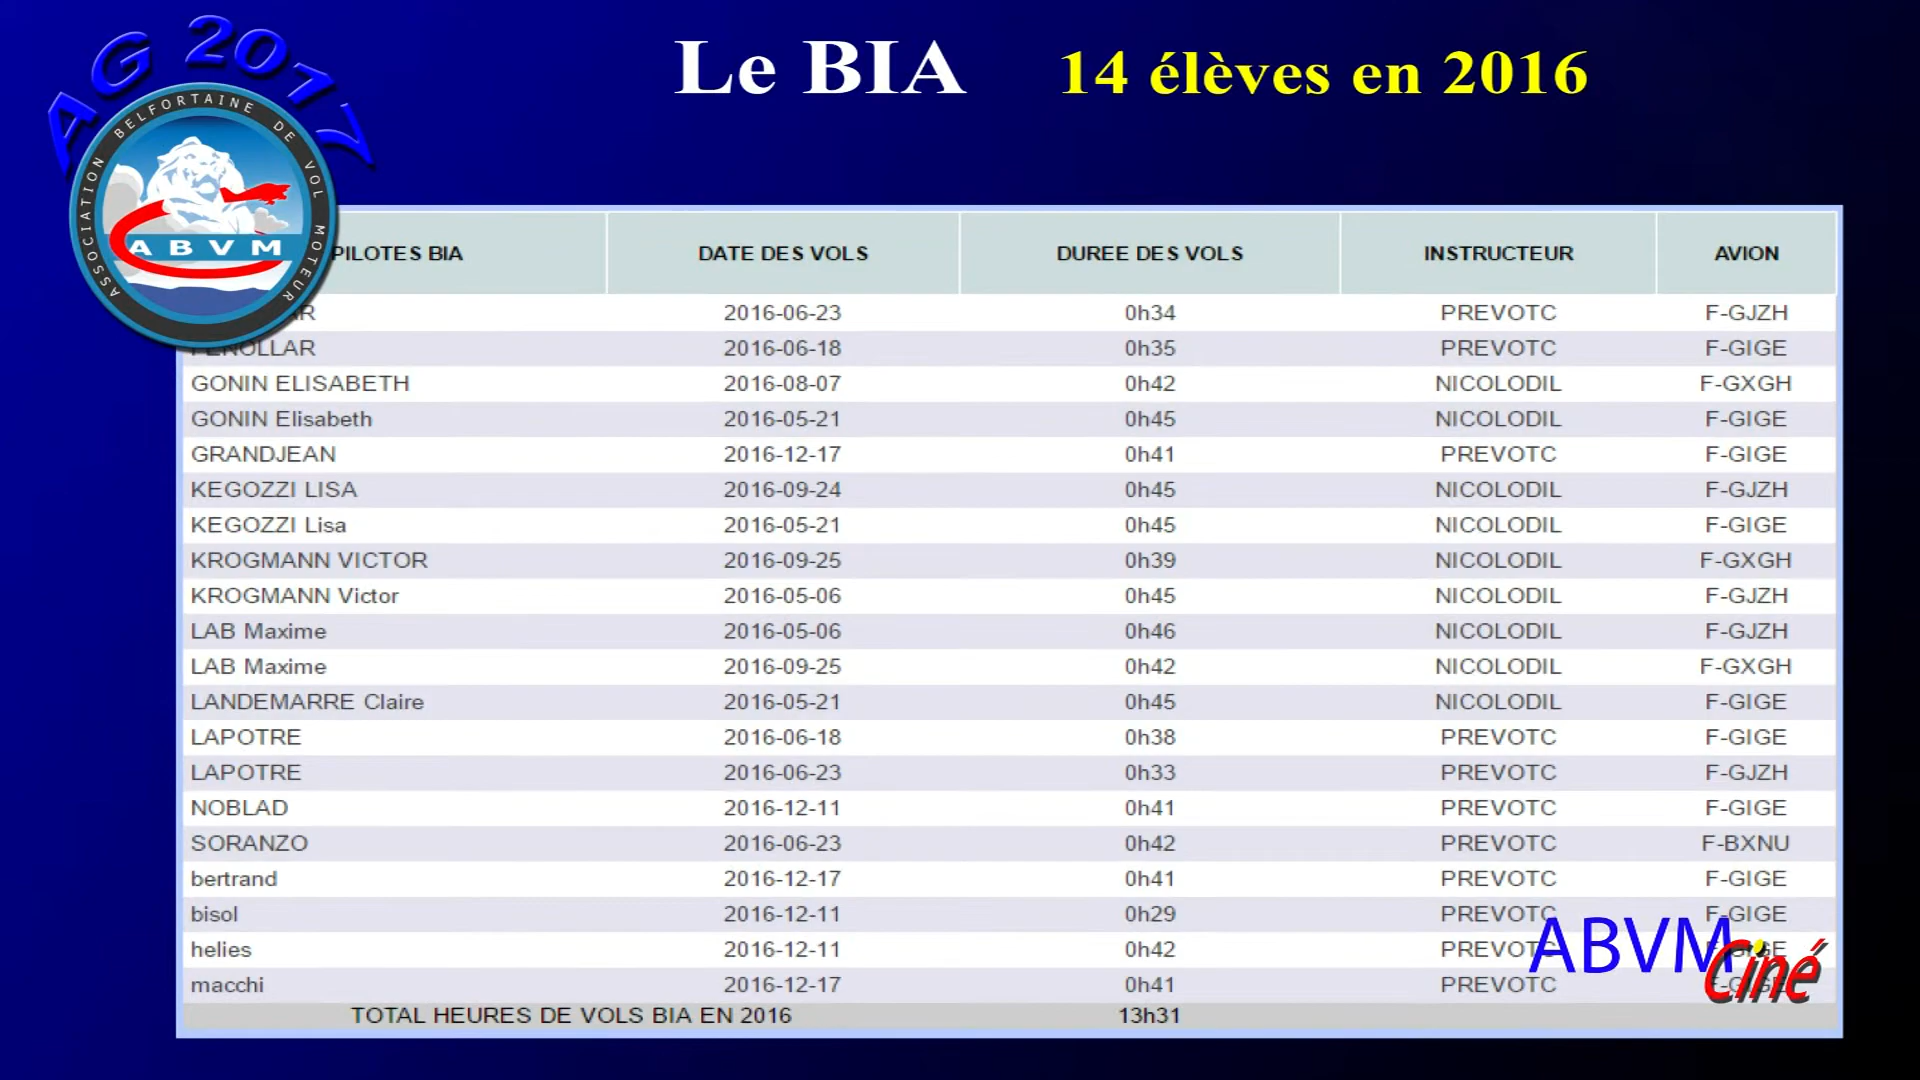 AG 2017
Le BIA 14 élèves en 2016
ASSOCIATION BELFORTAINE DE VOL MOTEUR
ABVM
PILOTES BIA DATE DES VOLS DUREE DES VOLS INSTRUCTEUR AVION
2016-06-23 0h34 PREVOTC F-GJZH
PENOLLAR 2016-06-18 0h35 PREVOTC F-GIGE
GONIN ELISABETH 2016-08-07 0h42 NICOLODIL F-GXGH
GONIN Elisabeth 2016-05-21 0h45 NICOLODIL F-GIGE
GRANDJEAN 2016-12-17 0h41 PREVOTC F-GIGE
KEGOZZI LISA 2016-09-24 0h45 NICOLODIL F-GJZH
KEGOZZI Lisa 2016-05-21 0h45 NICOLODIL F-GIGE
KROGMANN VICTOR 2016-09-25 0h39 NICOLODIL F-GXGH
KROGMANN Victor 2016-05-06 0h45 NICOLODIL F-GJZH
LAB Maxime 2016-05-06 0h46 NICOLODIL F-GJZH
LAB Maxime 2016-09-25 0h42 NICOLODIL F-GXGH
LANDEMARRE Claire 2016-05-21 0h45 NICOLODIL F-GIGE
LAPOTRE 2016-06-18 0h38 PREVOTC F-GIGE
LAPOTRE 2016-06-23 0h33 PREVOTC F-GJZH
NOBLAD 2016-12-11 0h41 PREVOTC F-GIGE
SORANZO 2016-06-23 0h42 PREVOTC F-BXNU
bertrand 2016-12-17 0h41 PREVOTC F-GIGE
bisol 2016-12-11 0h29 PREVOTC F-GIGE
helies 2016-12-11 0h42 PREVOTC F-GIGE
macchi 2016-12-17 0h41 PREVOTC F-GIGE
TOTAL HEURES DE VOLS BIA EN 2016 13h31
ABVM Ciné